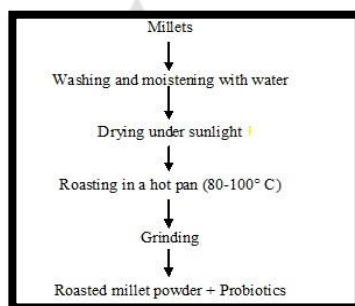 Millets
Washing and moistening with water
Drying under sunlight
Roasting in a hot pan (80-100° C)
Grinding
Roasted millet powder + Probiotics